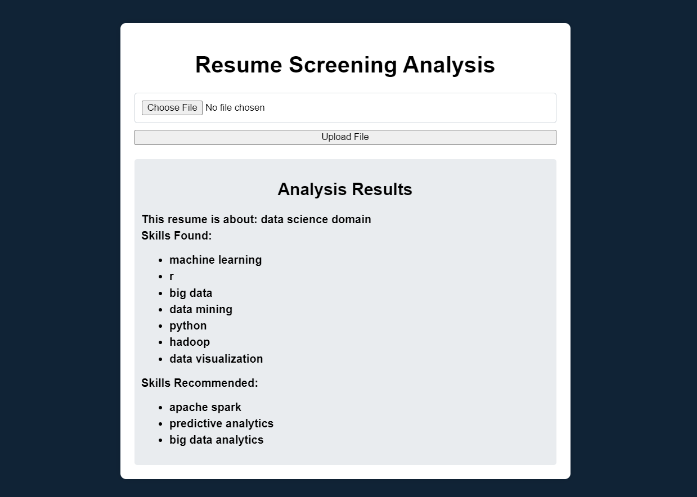 Resume Screening Analysis
Choose File No file chosen
Upload File
Analysis Results
This resume is about: data science domain
Skills Found:
machine learning
r
big data
data mining
python
hadoop
data visualization
Skills Recommended:
apache spark
predictive analytics
big data analytics